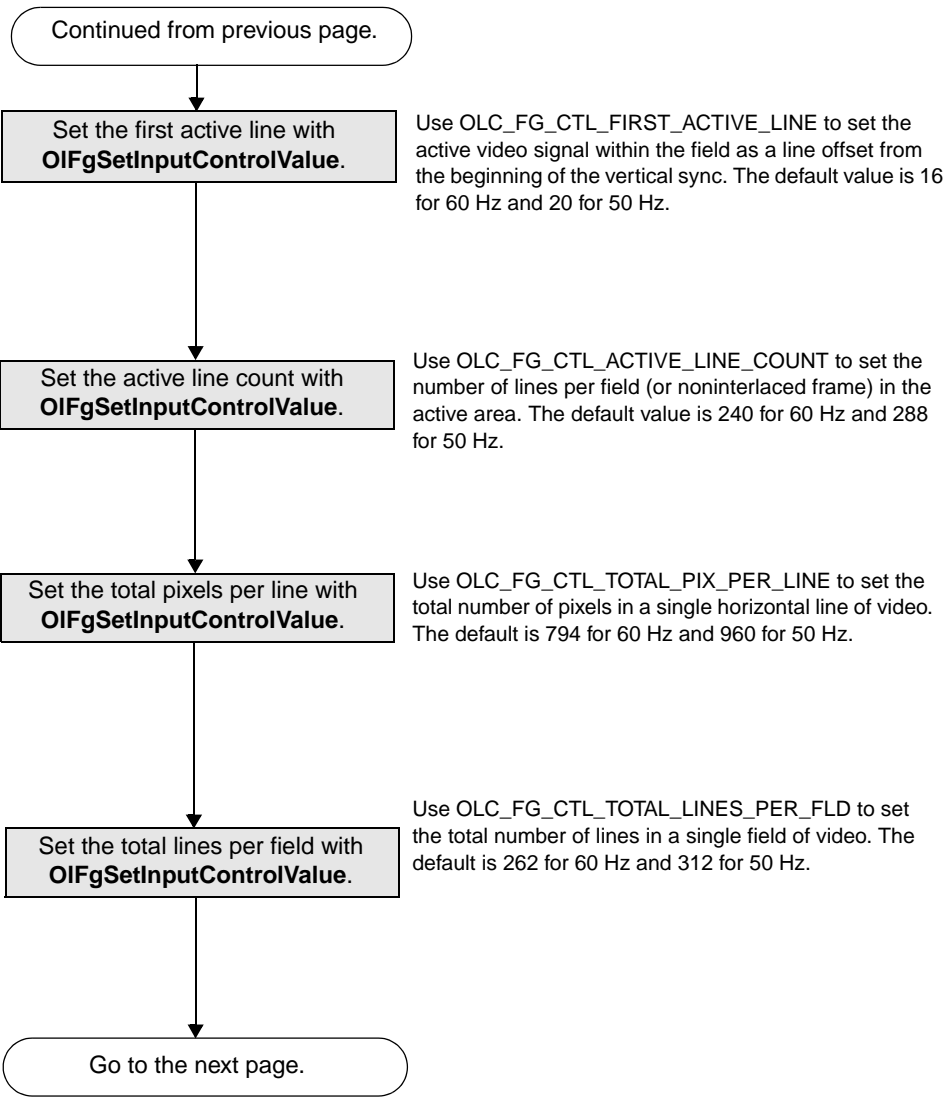 Continued from previous page.
Set the first active line with
OlFgSetInputControlValue.
Use OLC_FG_CTL_FIRST_ACTIVE_LINE to set the
active video signal within the field as a line offset from
the beginning of the vertical sync. The default value is 16
for 60 Hz and 20 for 50 Hz.
Set the active line count with
OlFgSetInputControlValue.
Use OLC_FG_CTL_ACTIVE_LINE_COUNT to set the
number of lines per field (or noninterlaced frame) in the
active area. The default value is 240 for 60 Hz and 288
for 50 Hz.
Set the total pixels per line with
OlFgSetInputControlValue.
Use OLC_FG_CTL_TOTAL_PIX_PER_LINE to set the
total number of pixels in a single horizontal line of video.
The default is 794 for 60 Hz and 960 for 50 Hz.
Set the total lines per field with
OlFgSetInputControlValue.
Use OLC_FG_CTL_TOTAL_LINES_PER_FLD to set
the total number of lines in a single field of video. The
default is 262 for 60 Hz and 312 for 50 Hz.
Go to the next page.